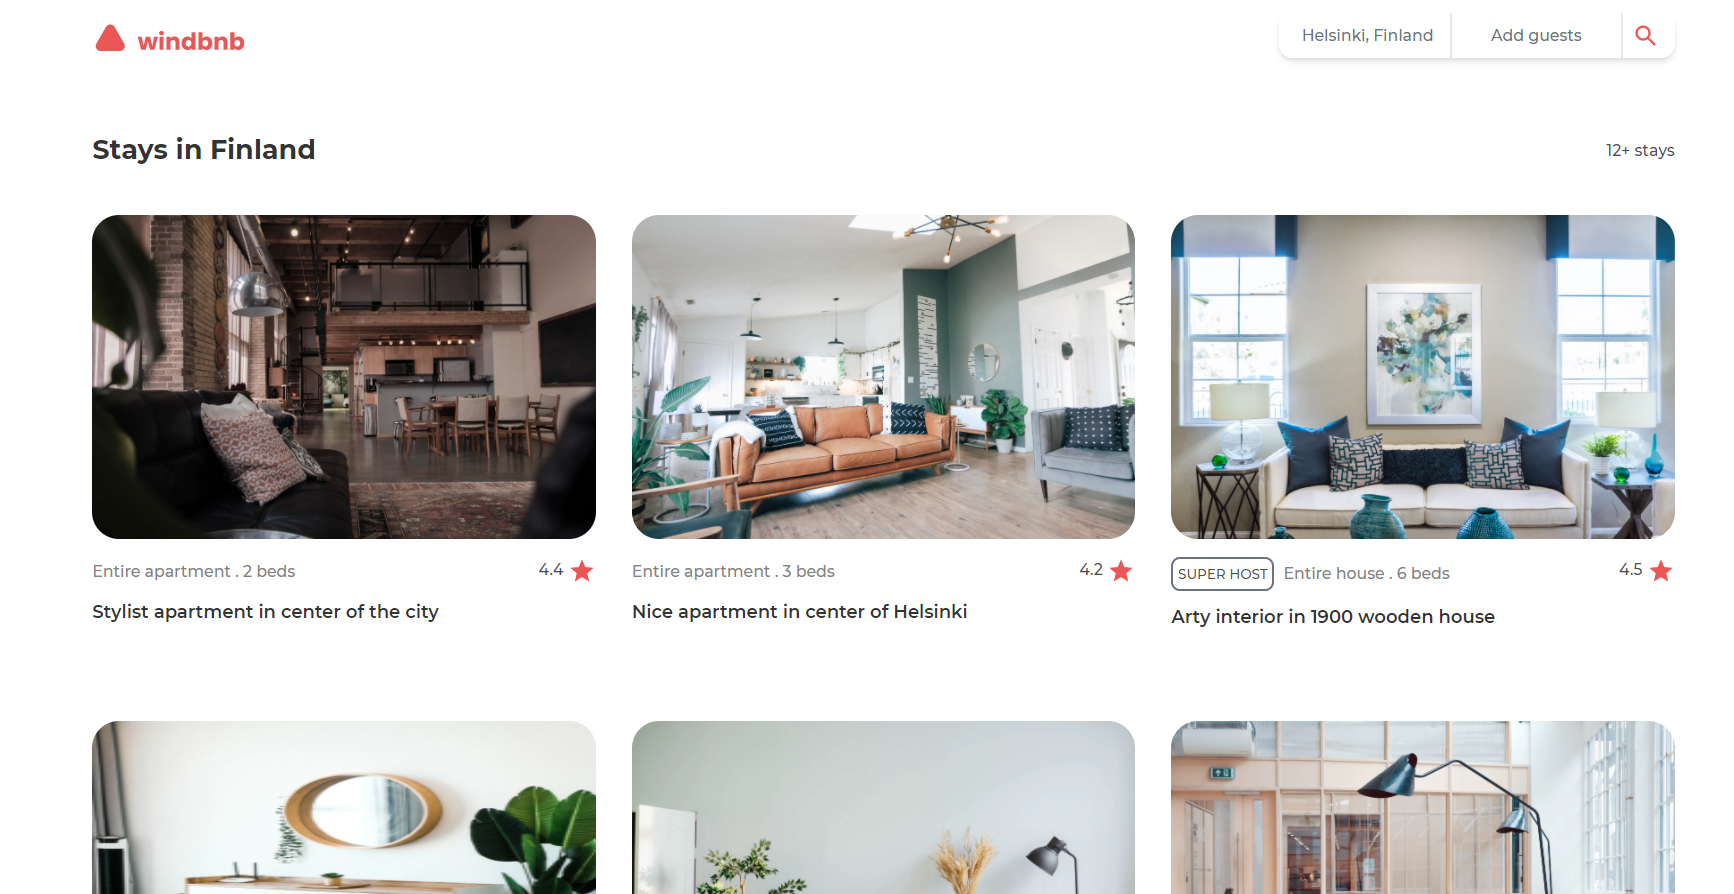 windbnb
Helsinki, Finland
Add guests
Stays in Finland
12+ stays
Entire apartment . 2 beds
4.4
Stylist apartment in center of the city
Entire apartment . 3 beds
4.2
Nice apartment in center of Helsinki
SUPER HOST
Entire house . 6 beds
4.5
Arty interior in 1900 wooden house